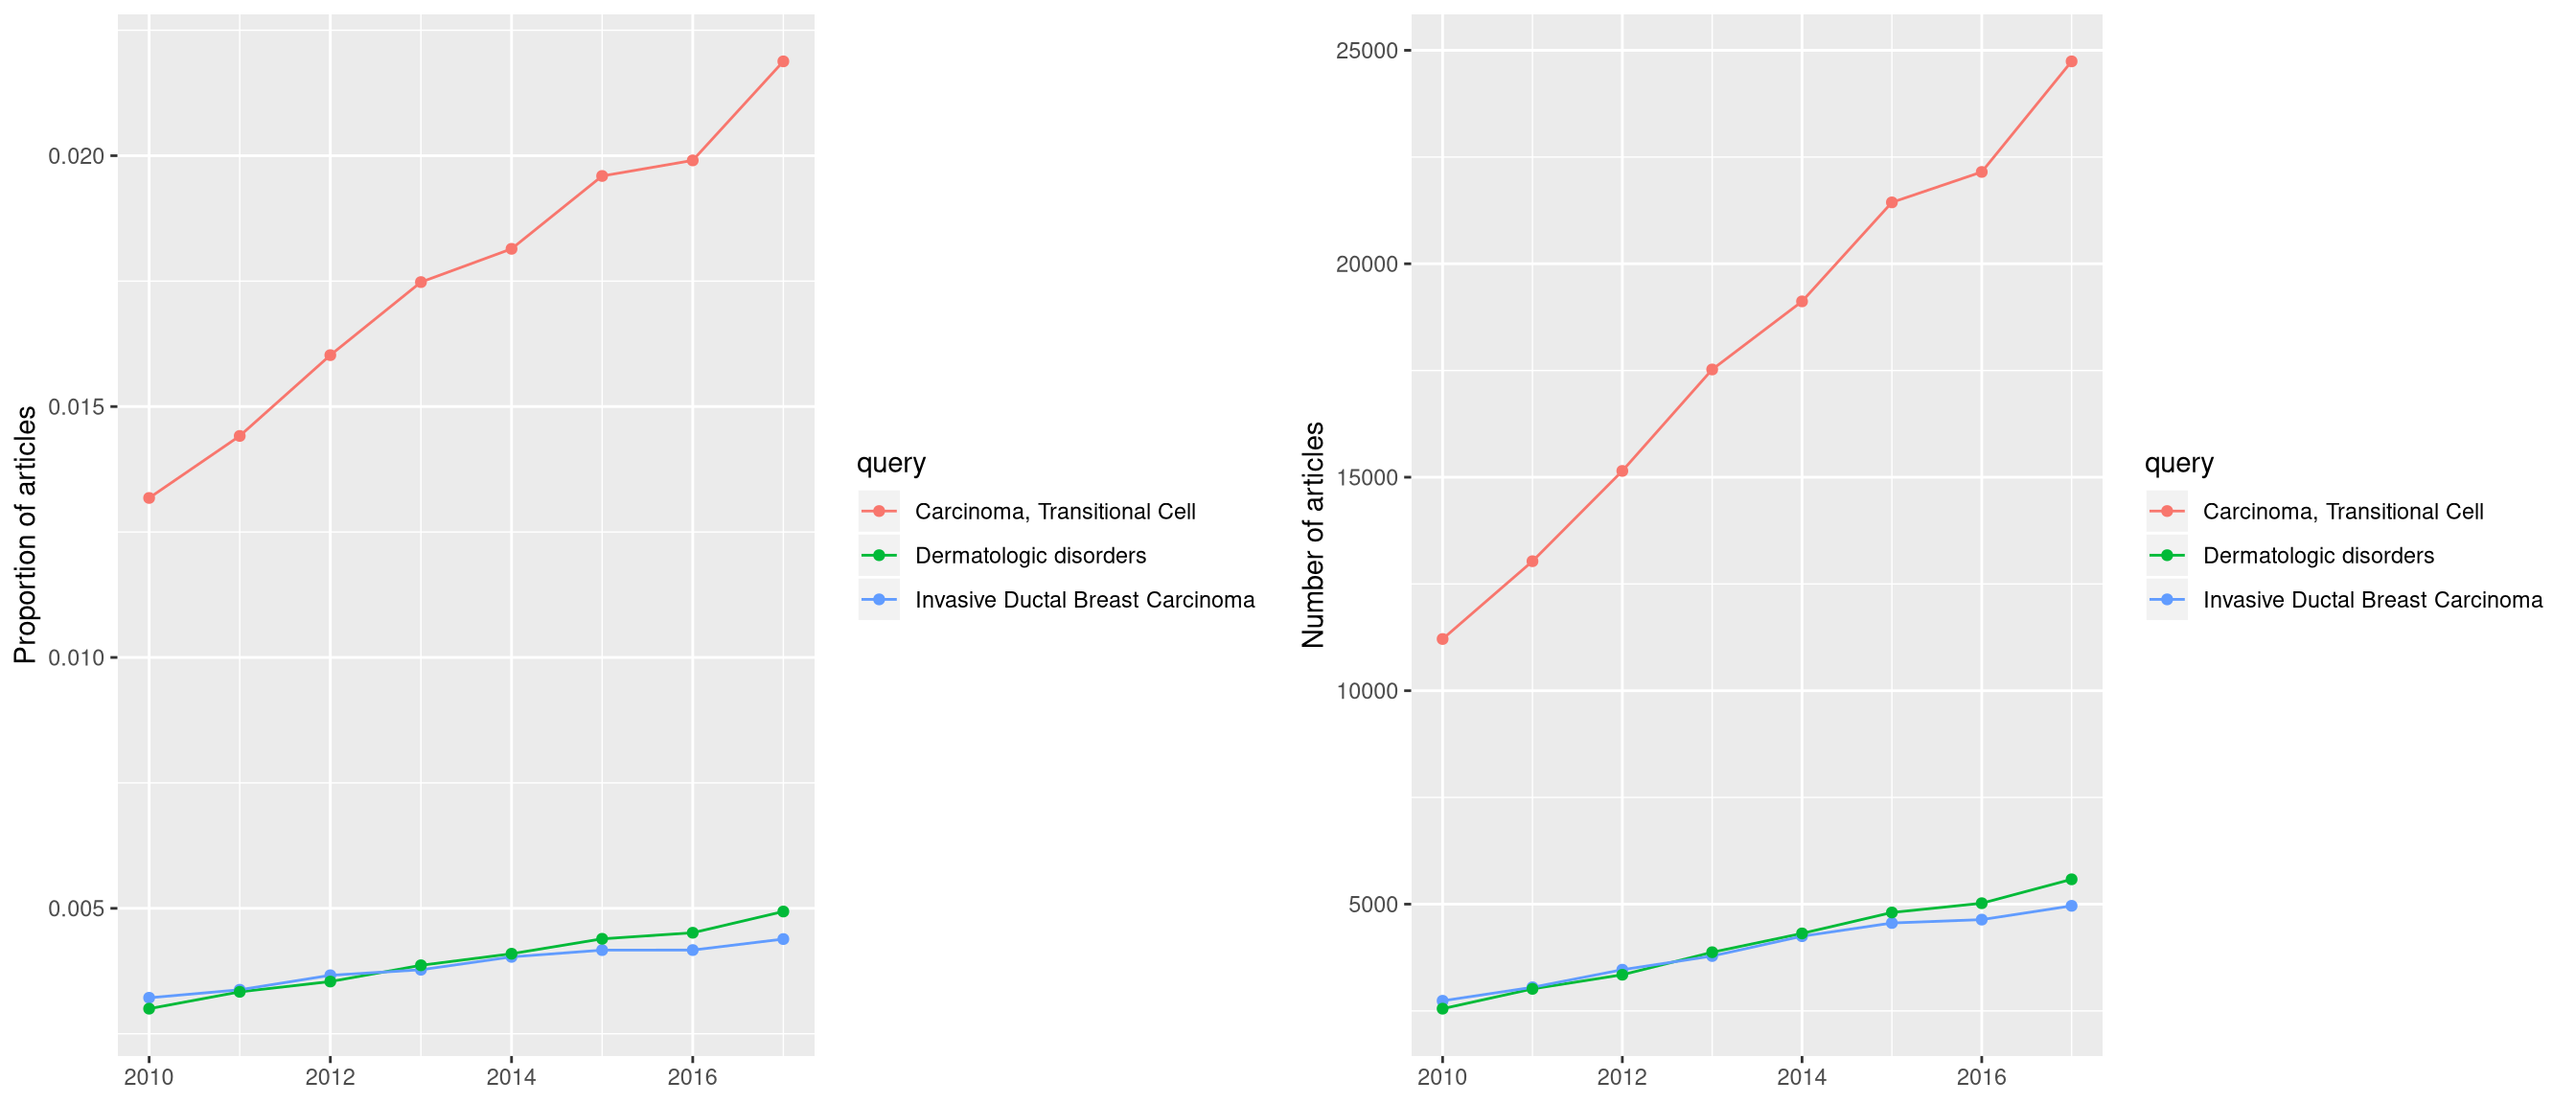 Proportion of articles
0.020
0.015
0.010
0.005
2010
2012
2014
2016
query
Carcinoma, Transitional Cell
Dermatologic disorders
Invasive Ductal Breast Carcinoma
Number of articles
25000
20000
15000
10000
5000
2010
2012
2014
2016
query
Carcinoma, Transitional Cell
Dermatologic disorders
Invasive Ductal Breast Carcinoma